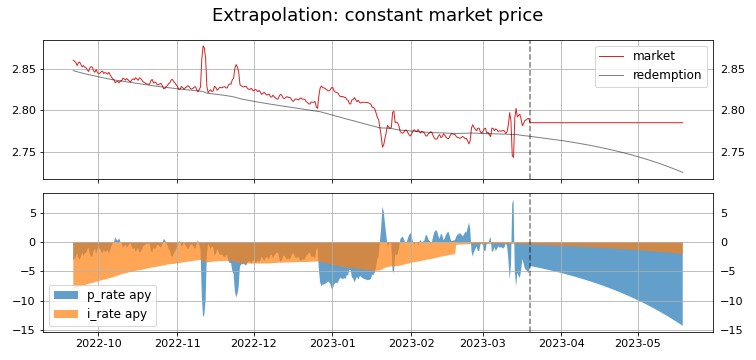 Extrapolation: constant market price
2.85 2.85
2.80 2.80
2.75 2.75
market
redemption
5 5
0 0
−5 −5
−10 −10
−15 −15
p_rate apy
i_rate apy
2022-10 2022-11 2022-12 2023-01 2023-02 2023-03 2023-04 2023-05